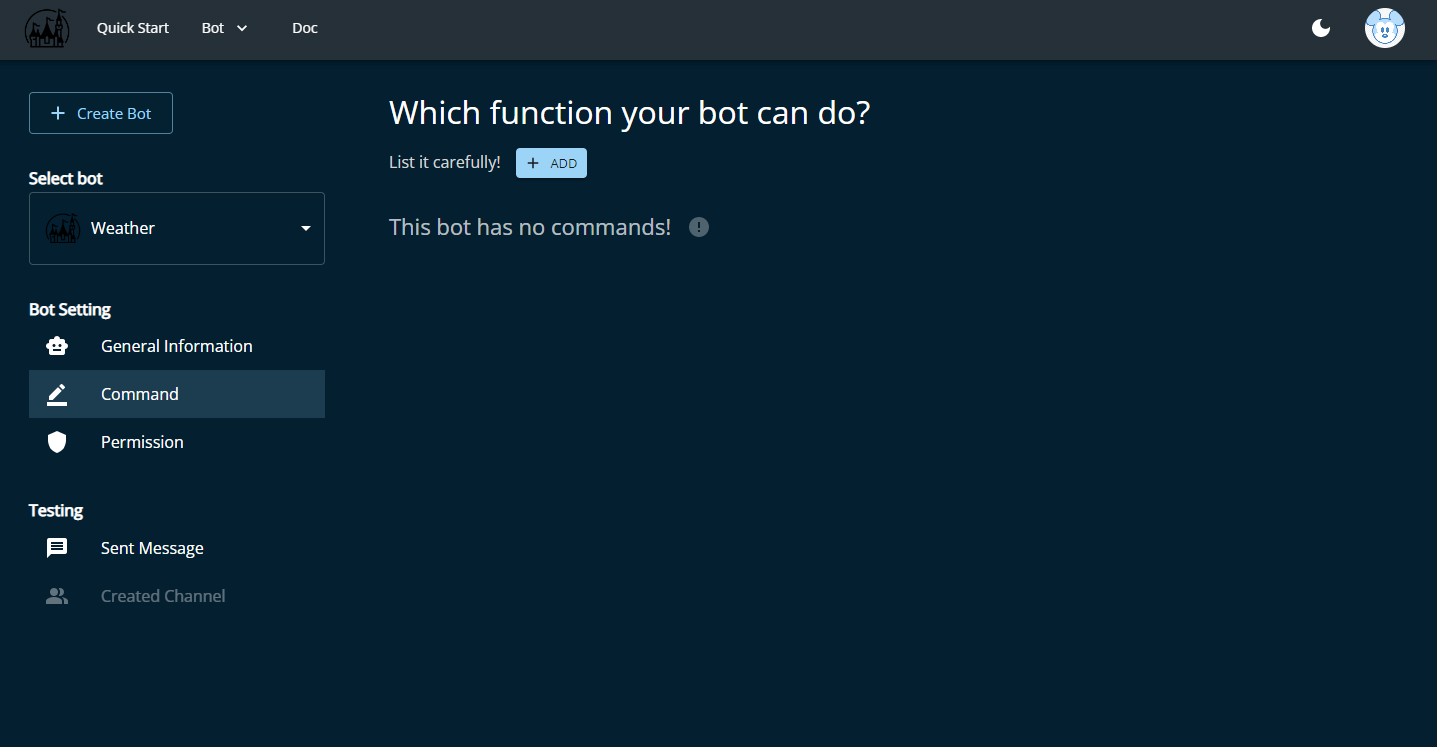 Quick Start Bot Doc
Create Bot
Select bot
Weather
Bot Setting
General Information
Command
Permission
Testing
Sent Message
Created Channel
Which function your bot can do?
List it carefully! ADD
This bot has no commands!